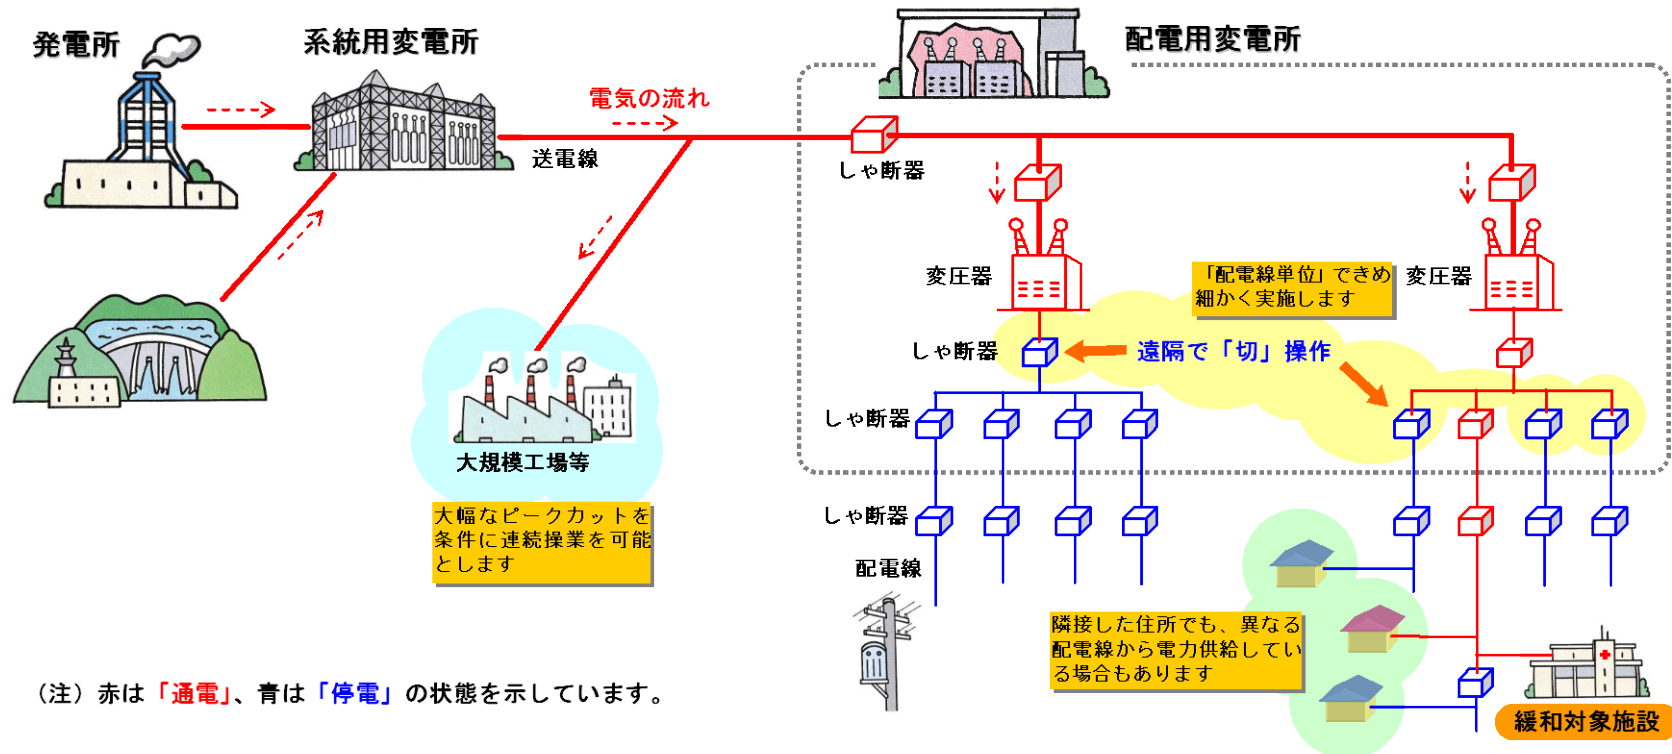 発電所
系統用変電所
配電用変電所
電気の流れ
送電線
しゃ断器
変圧器
「配電線単位」できめ
細かく実施します
変圧器
しゃ断器
遠隔で「切」操作
しゃ断器
大規模工場等
大幅なピークカットを
条件に連続操業を可能
とします
しゃ断器
配電線
隣接した住所でも、異なる
配電線から電力供給してい
る場合もあります
(注)赤は「通電」、青は「停電」の状態を示しています。
緩和対象施設